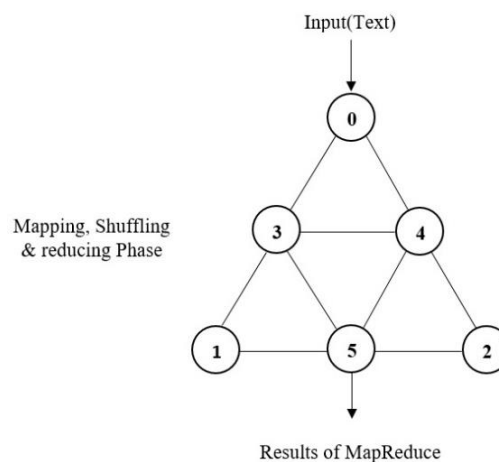 Input(Text)
0
Mapping, Shuffling
& reducing Phase
3
4
1
5
2
Results of MapReduce